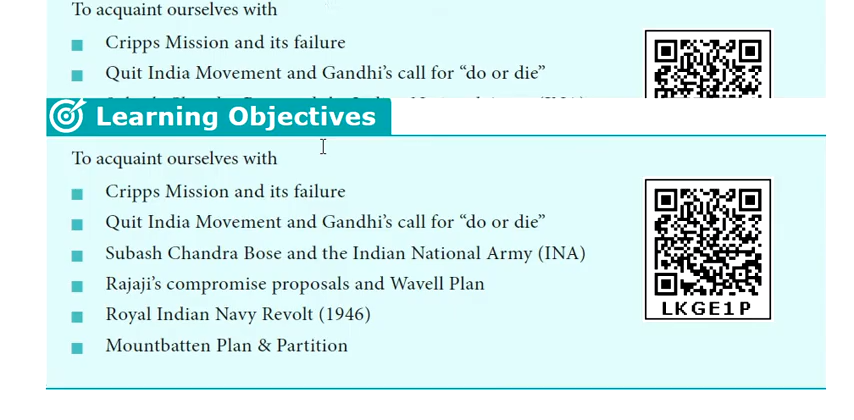 To acquaint ourselves with
Cripps Mission and its failure
Quit India Movement and Gandhi's call for "do or die"
Learning Objectives
To acquaint ourselves with
Cripps Mission and its failure
Quit India Movement and Gandhi's call for "do or die"
Subash Chandra Bose and the Indian National Army (INA)
Rajaji's compromise proposals and Wavell Plan
Royal Indian Navy Revolt (1946)
Mountbatten Plan & Partition
LKGE1P